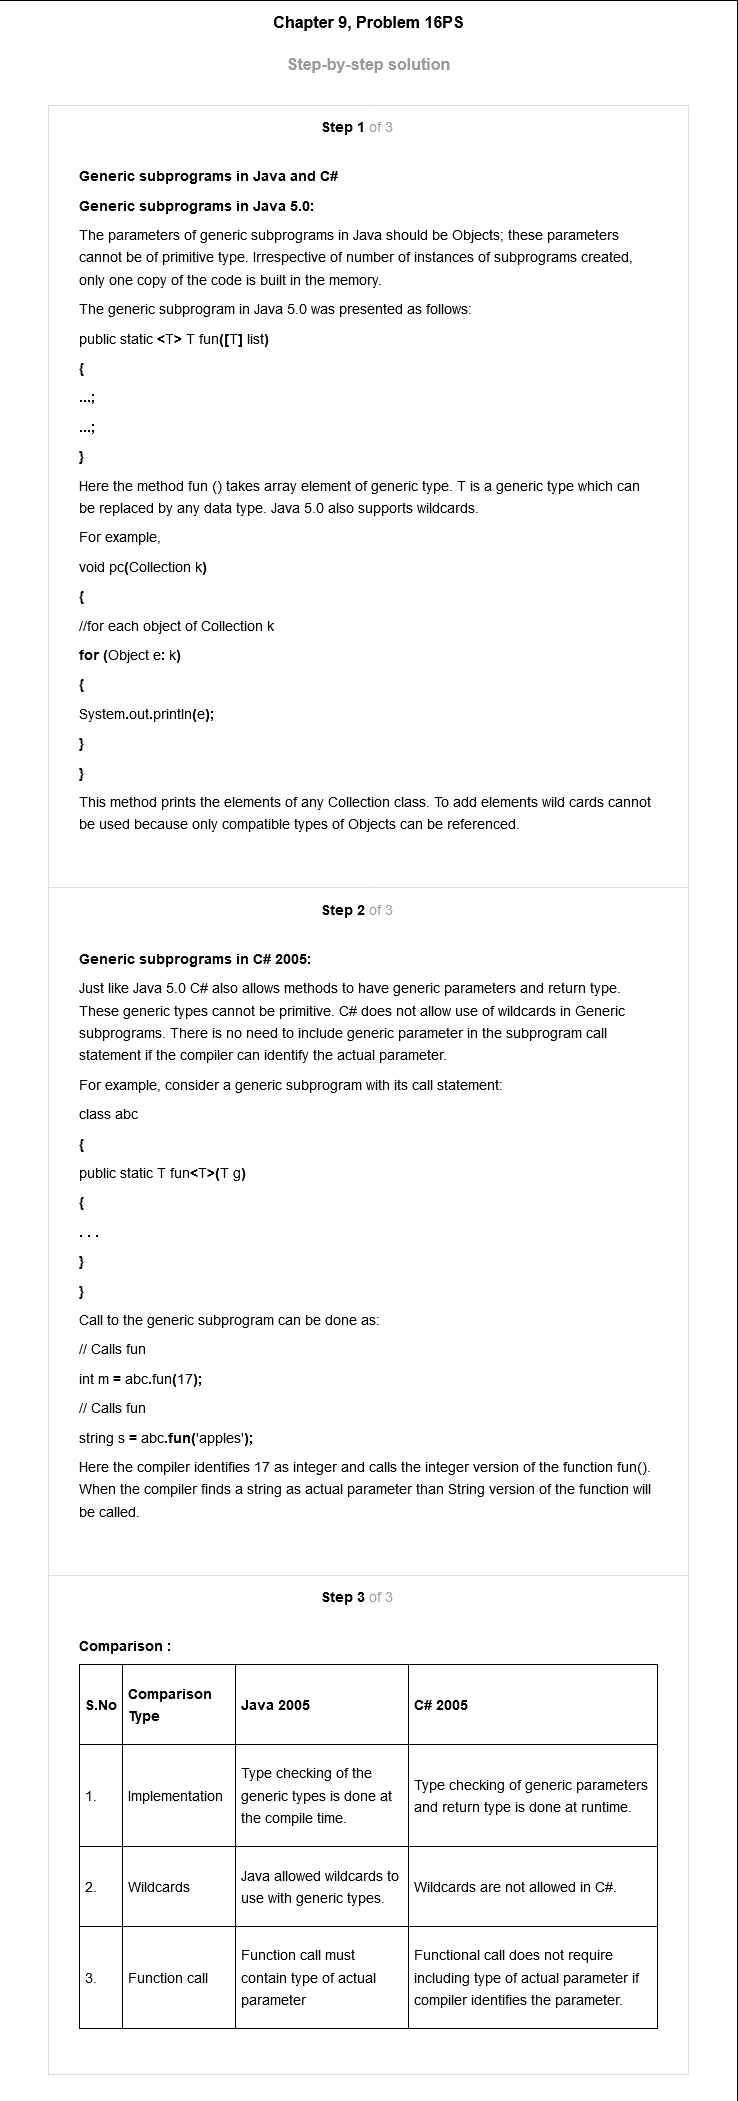 Chapter 9, Problem 16PS
Step-by-step solution
Step 1 of 3
Generic subprograms in Java and C#
Generic subprograms in Java 5.0:
The parameters of generic subprograms in Java should be Objects; these parameters
cannot be of primitive type. Irrespective of number of instances of subprograms created,
only one copy of the code is built in the memory.
The generic subprogram in Java 5.0 was presented as follows:
public static <T> T fun([T] list)
{
...;
...;
}
Here the method fun () takes array element of generic type. T is a generic type which can
be replaced by any data type. Java 5.0 also supports wildcards.
For example,
void pc(Collection k)
{
//for each object of Collection k
for (Object e: k)
{
System.out.println(e);
}
}
This method prints the elements of any Collection class. To add elements wild cards cannot
be used because only compatible types of Objects can be referenced.
Step 2 of 3
Generic subprograms in C# 2005:
Just like Java 5.0 C# also allows methods to have generic parameters and return type.
These generic types cannot be primitive. C# does not allow use of wildcards in Generic
subprograms. There is no need to include generic parameter in the subprogram call
statement if the compiler can identify the actual parameter.
For example, consider a generic subprogram with its call statement:
class abc
{
public static T fun<T>(T g)
{
. . .
}
}
Call to the generic subprogram can be done as:
// Calls fun
int m = abc.fun(17);
// Calls fun
string s = abc.fun('apples');
Here the compiler identifies 17 as integer and calls the integer version of the function fun().
When the compiler finds a string as actual parameter than String version of the function will
be called.
Step 3 of 3
Comparison :
S.No
Comparison
Type
Java 2005
C# 2005
1.
Implementation
Type checking of the
generic types is done at
the compile time.
Type checking of generic parameters
and return type is done at runtime.
2.
Wildcards
Java allowed wildcards to
use with generic types.
Wildcards are not allowed in C#.
3.
Function call
Function call must
contain type of actual
parameter
Functional call does not require
including type of actual parameter if
compiler identifies the parameter.